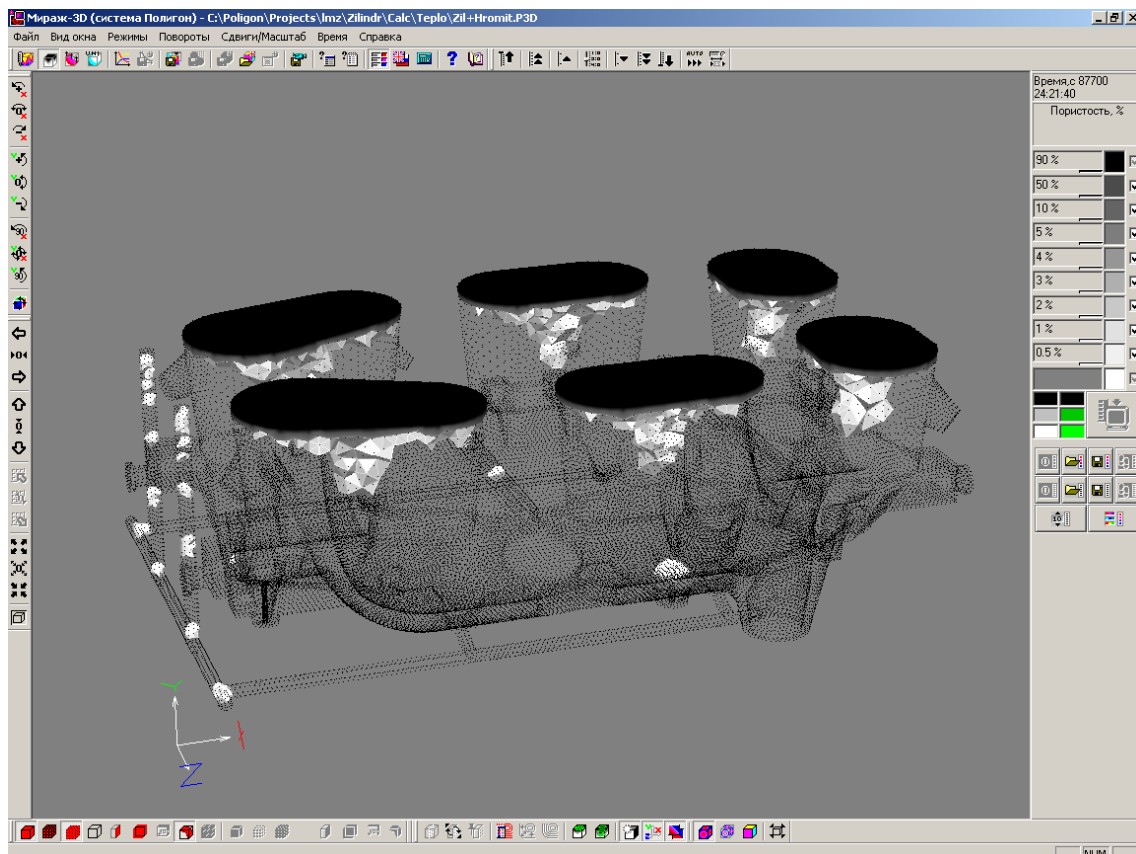 Мираж-3D (система Полигон) - C:\Poligon\Projects\lmz\Zilindr\Calc\Teplo\Zil+Hromit.P3D
Файл Вид окна Режимы Повороты Сдвиги/Масштаб Время Справка
AUTO
Время,с 87700
24:21:40
Пористость, %
90 %
50 %
10 %
5 %
4 %
3 %
2 %
1 %
0.5 %
10
Y
X
Z
NUM